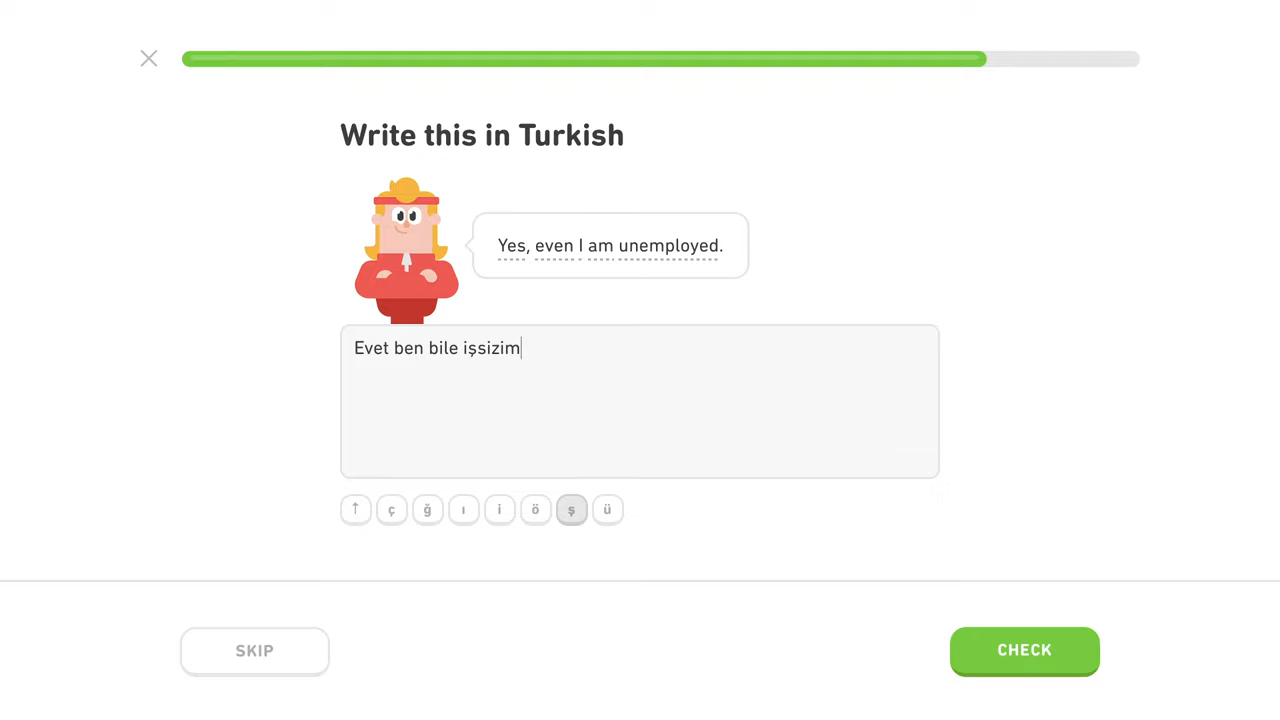 Write this in Turkish
Yes, even I am unemployed.
Evet ben bile işsizim
↑ ç ğ ı i ö ş ü
SKIP
CHECK